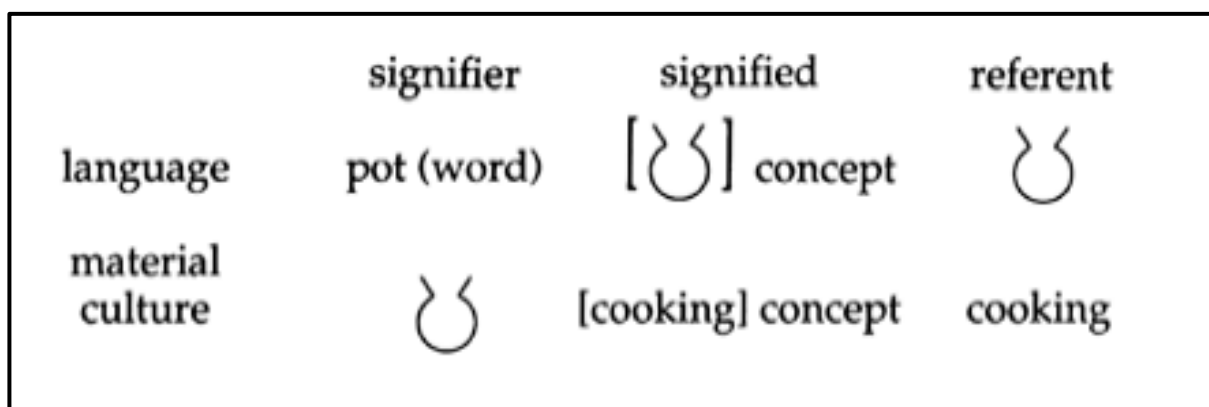 signifier signified referent
language pot (word) [ ] concept
material
culture [cooking] concept cooking